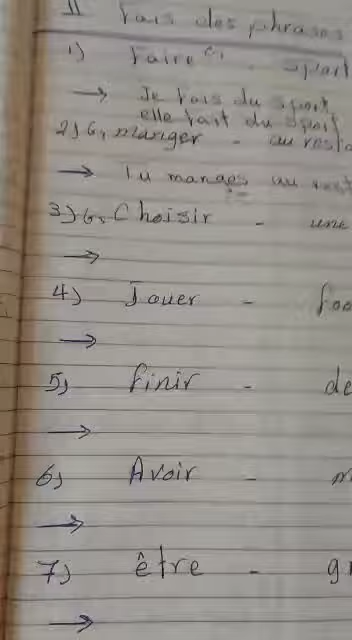 II fais des phrases
1) Faire - sport
→ Je fais du sport
elle fait du sport
2) manger - au resto
→ Tu manges au rest
3) Choisir - une
→
4) Jouer - foo
→
5) finir - de
→
6) Avoir - m
→
7) être - gr
→